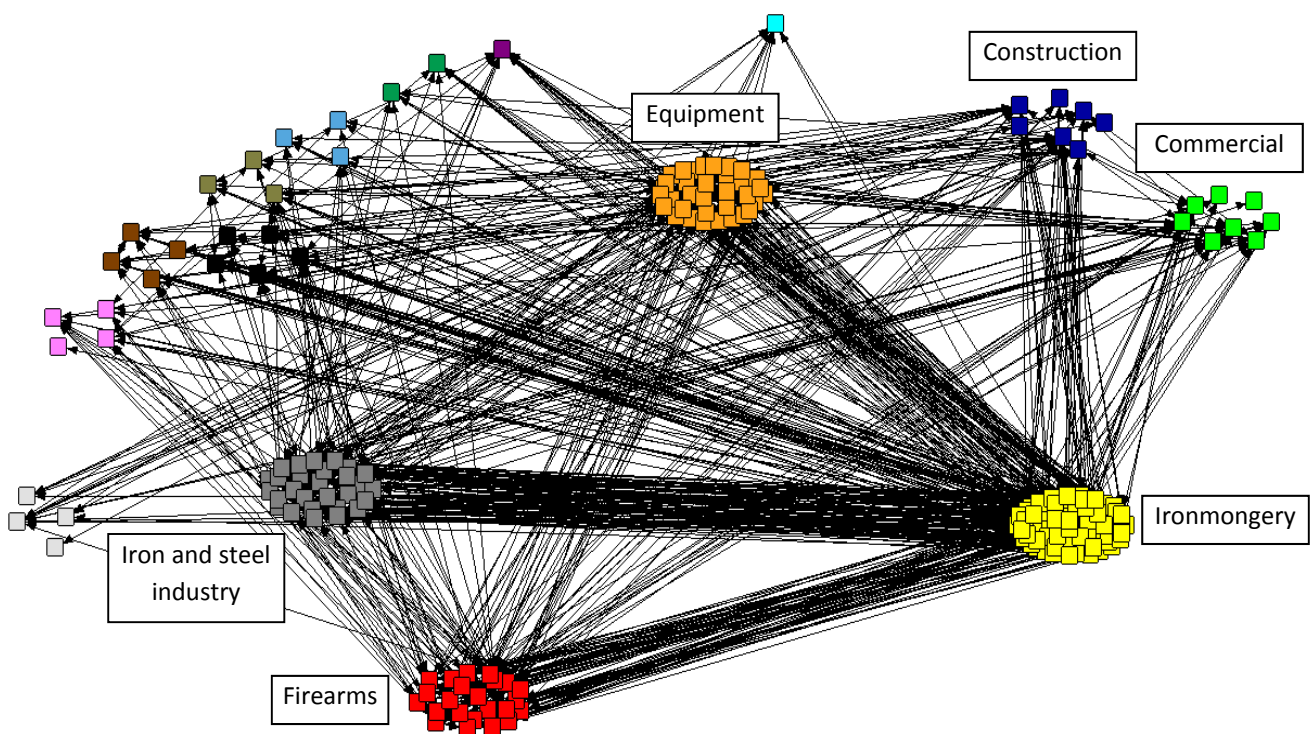 Construction
Equipment
Commercial
Ironmongery
Iron and steel
industry
Firearms